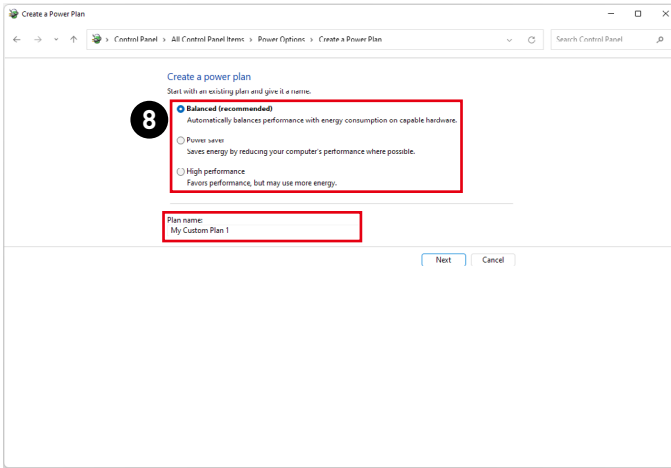 Create a Power Plan
Control Panel > All Control Panel Items > Power Options > Create a Power Plan
Search Control Panel
Create a power plan
Start with an existing plan and give it a name.
8
Balanced (recommended)
Automatically balances performance with energy consumption on capable hardware.
Power saver
Saves energy by reducing your computer's performance where possible.
High performance
Favors performance, but may use more energy.
Plan name:
My Custom Plan 1
Next Cancel